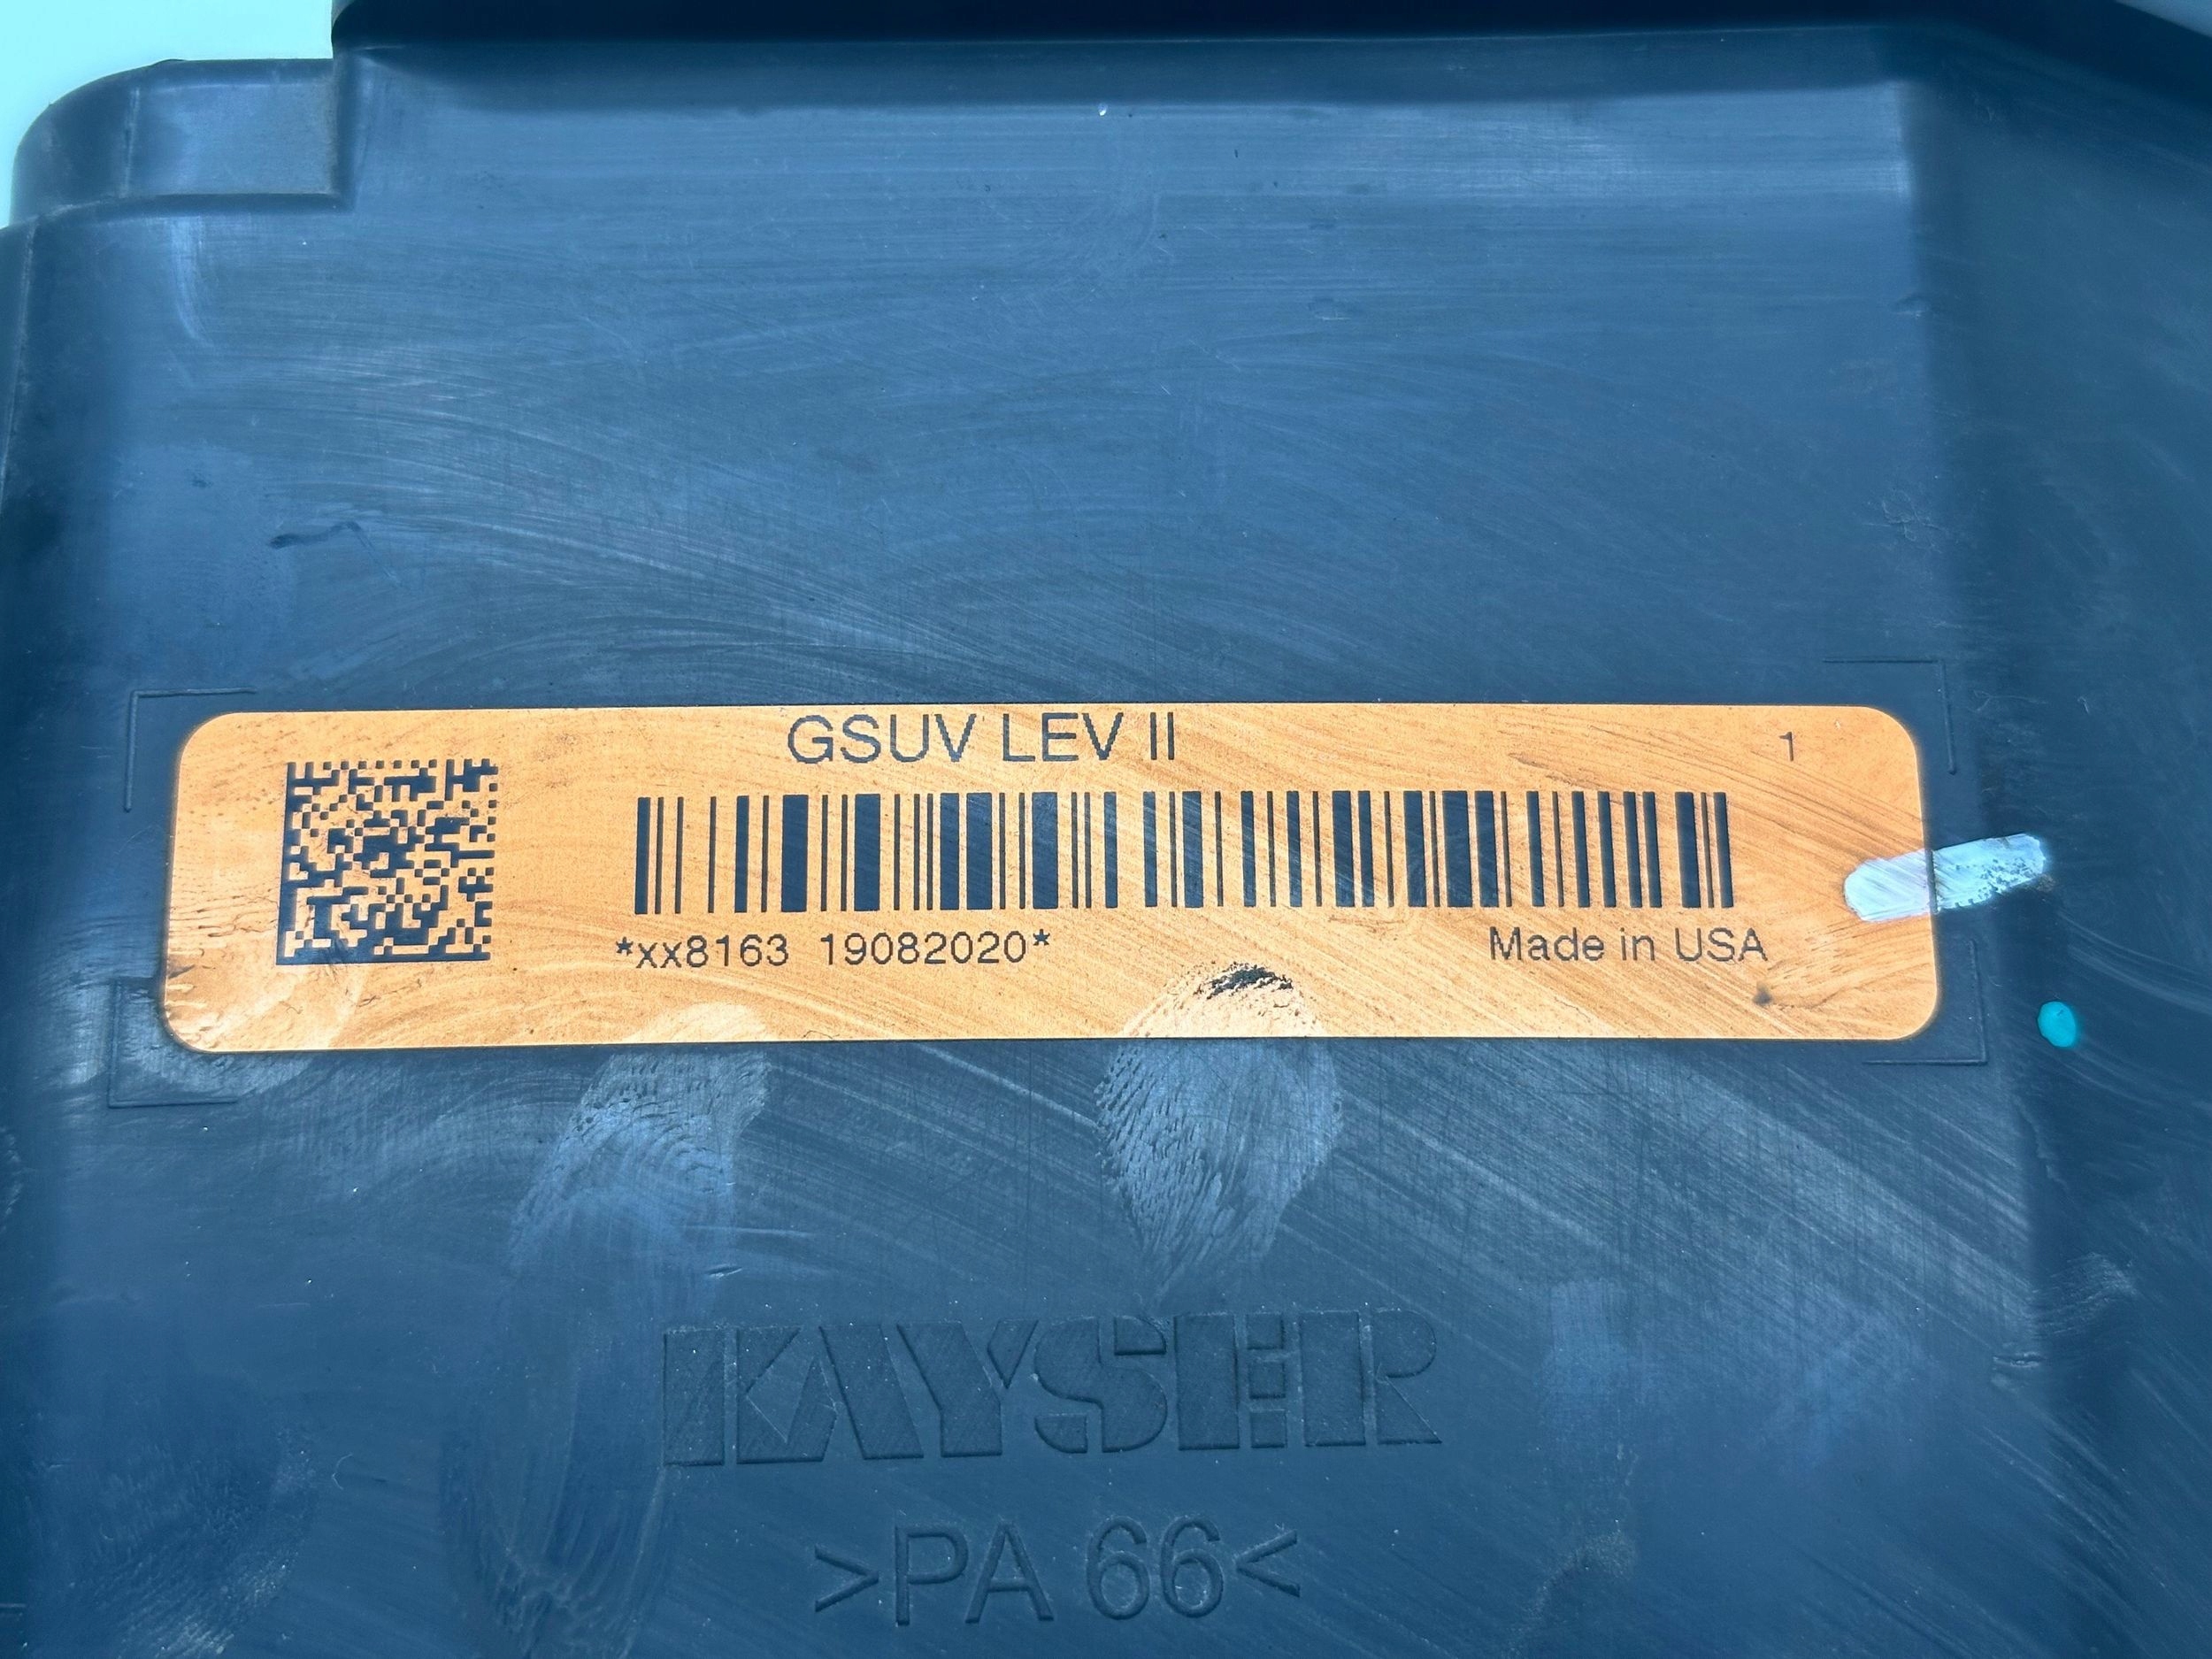 GSUV LEV II
1
*xx8163 19082020*
Made in USA
KAYSER
>PA 66<